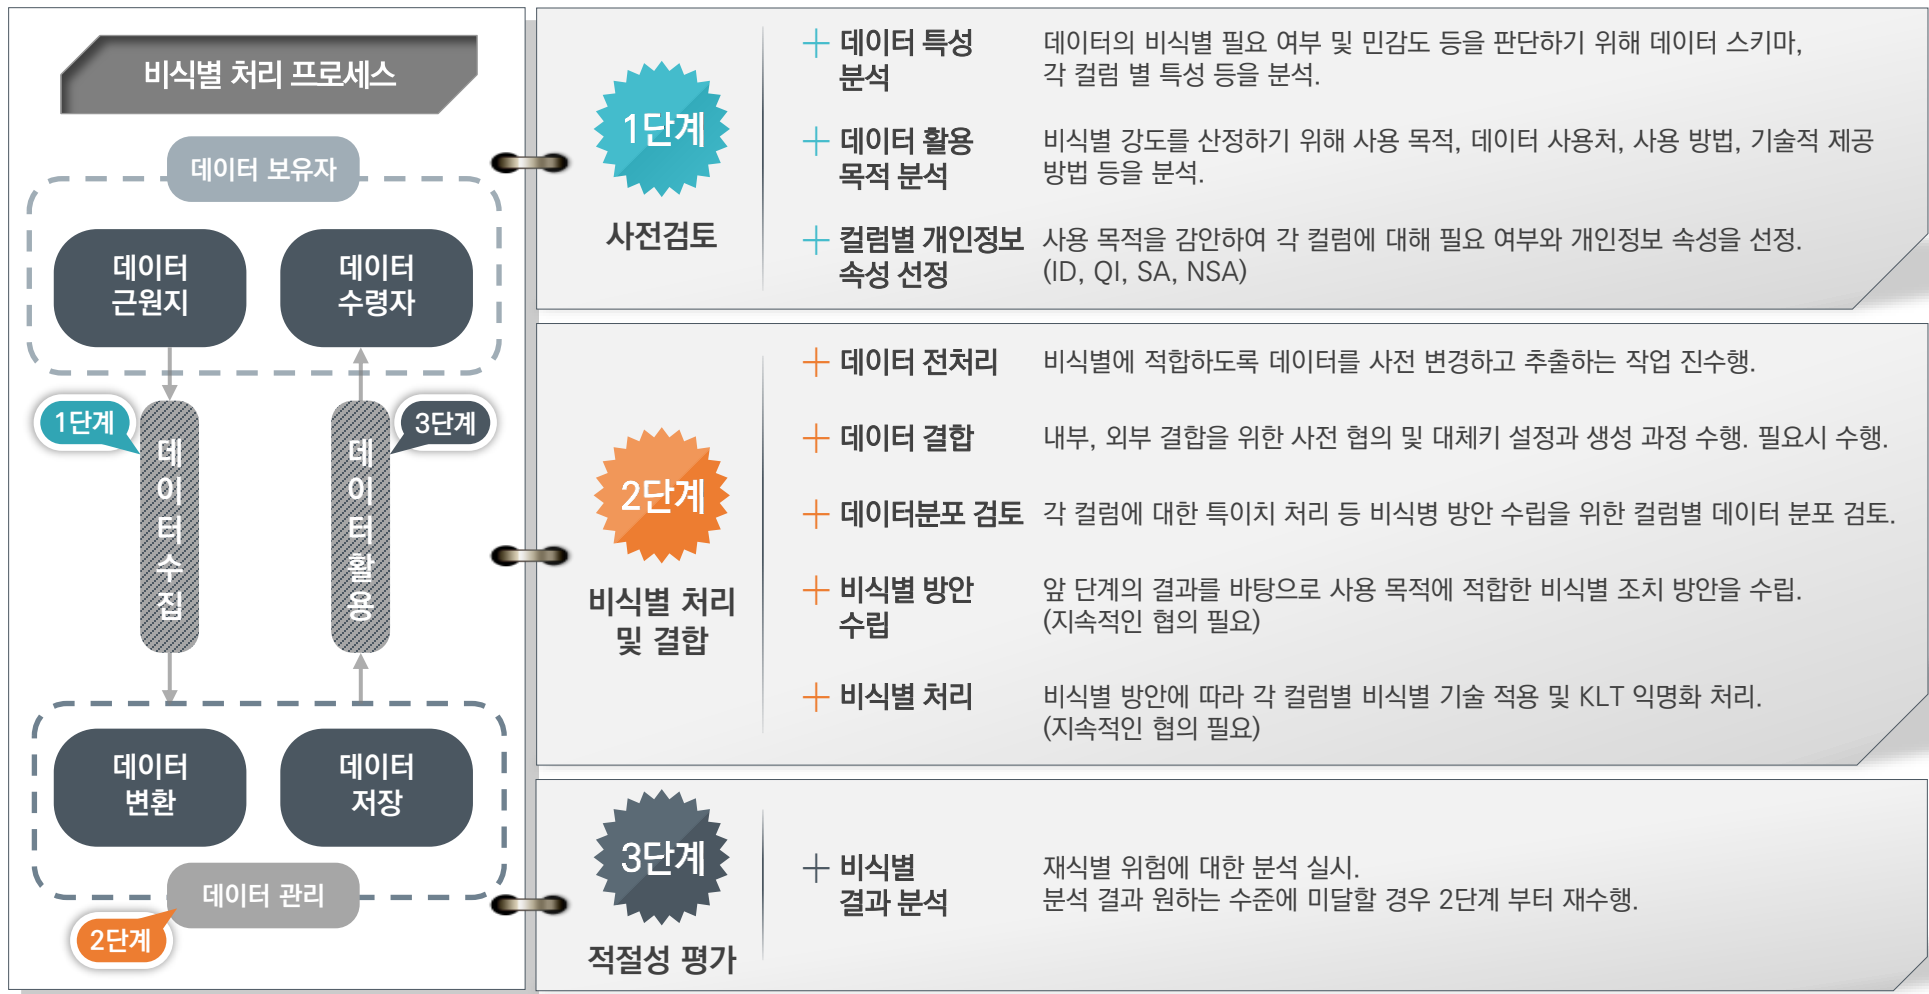 비식별 처리 프로세스
데이터 보유자
데이터
근원지
데이터
수령자
1단계
3단계
데이터수집
데이터활용
데이터
변환
데이터
저장
데이터 관리
2단계
1단계
사전검토
데이터 특성
분석
데이터의 비식별 필요 여부 및 민감도 등을 판단하기 위해 데이터 스키마,
각 컬럼 별 특성 등을 분석.
데이터 활용
목적 분석
비식별 강도를 산정하기 위해 사용 목적, 데이터 사용처, 사용 방법, 기술적 제공
방법 등을 분석.
컬럼별 개인정보
속성 선정
사용 목적을 감안하여 각 컬럼에 대해 필요 여부와 개인정보 속성을 선정.
(ID, QI, SA, NSA)
2단계
비식별 처리
및 결합
데이터 전처리
비식별에 적합하도록 데이터를 사전 변경하고 추출하는 작업 진수행.
데이터 결합
내부, 외부 결합을 위한 사전 협의 및 대체키 설정과 생성 과정 수행. 필요시 수행.
데이터분포 검토
각 컬럼에 대한 특이치 처리 등 비식병 방안 수립을 위한 컬럼별 데이터 분포 검토.
비식별 방안
수립
앞 단계의 결과를 바탕으로 사용 목적에 적합한 비식별 조치 방안을 수립.
(지속적인 협의 필요)
비식별 처리
비식별 방안에 따라 각 컬럼별 비식별 기술 적용 및 KLT 익명화 처리.
(지속적인 협의 필요)
3단계
적절성 평가
비식별
결과 분석
재식별 위험에 대한 분석 실시.
분석 결과 원하는 수준에 미달할 경우 2단계 부터 재수행.